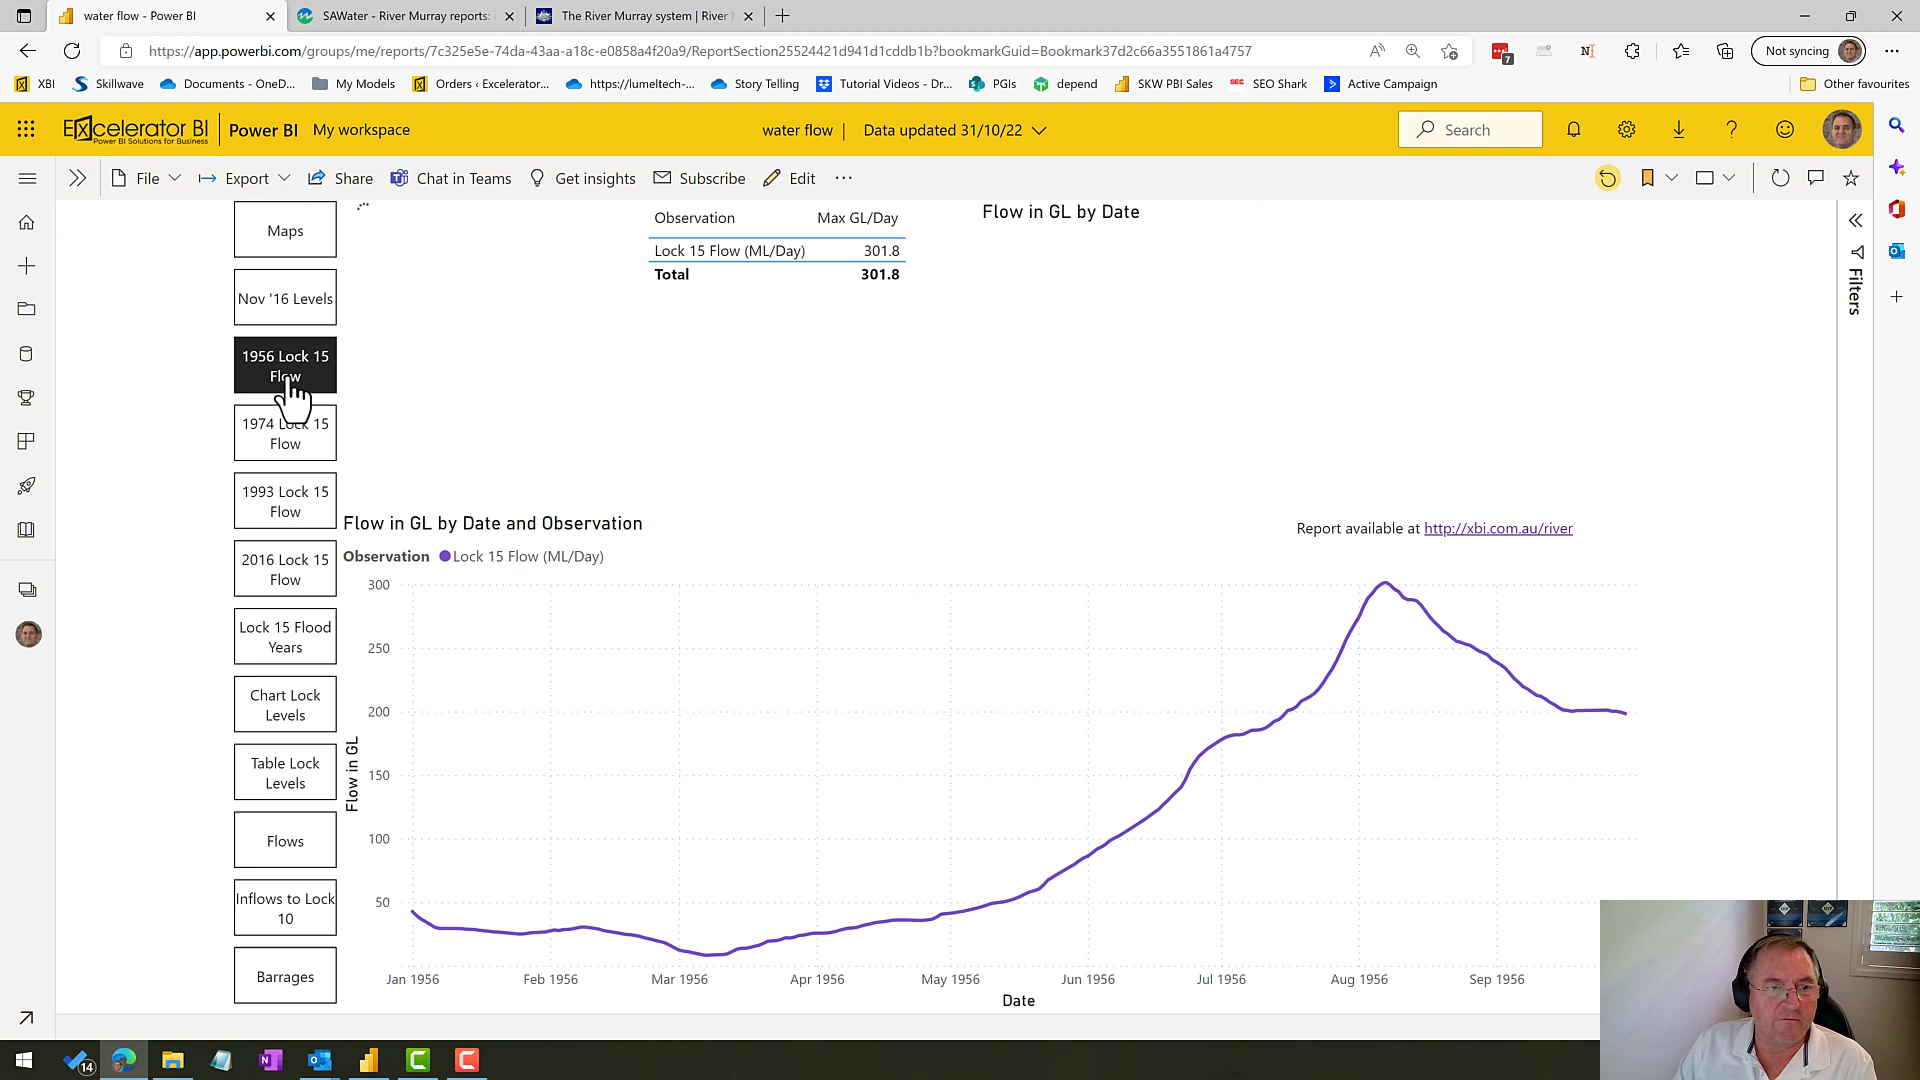 water flow - Power BI
SAWater - River Murray reports:
The River Murray system | River
https://app.powerbi.com/groups/me/reports/7c325e5e-74da-43aa-a18c-e0858a4f20a9/ReportSection25524421d941d1cddb1b?bookmarkGuid=Bookmark37d2c66a3551861a4757
7
Not syncing
XBI
Skillwave
Documents - OneD...
My Models
Orders ‹ Excelerator...
https://lumeltech-...
Story Telling
Tutorial Videos - Dr...
PGIs
depend
SKW PBI Sales
SEO Shark
Active Campaign
Other favourites
Excelerator BI
Power BI Solutions for Business
Power BI
My workspace
water flow
Data updated 31/10/22
Search
File
Export
Share
Chat in Teams
Get insights
Subscribe
Edit
Maps
Nov '16 Levels
1956 Lock 15
Flow
1974 Lock 15
Flow
1993 Lock 15
Flow
2016 Lock 15
Flow
Lock 15 Flood
Years
Chart Lock
Levels
Table Lock
Levels
Flows
Inflows to Lock
10
Barrages
Observation Max GL/Day
Lock 15 Flow (ML/Day) 301.8
Total 301.8
Flow in GL by Date
Filters
Flow in GL by Date and Observation
Report available at http://xbi.com.au/river
Observation Lock 15 Flow (ML/Day)
300
250
200
150
100
50
Flow in GL
Jan 1956 Feb 1956 Mar 1956 Apr 1956 May 1956 Jun 1956 Jul 1956 Aug 1956 Sep 1956
Date
14